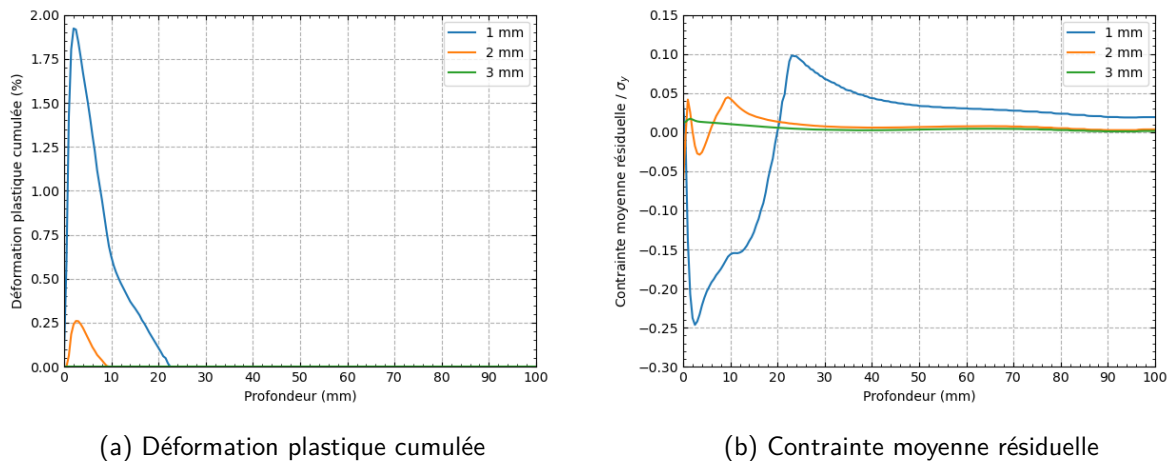 2.00
1.75
1.50
1.25
1.00
0.75
0.50
0.25
0.00
Déformation plastique cumulée (%)
0 10 20 30 40 50 60 70 80 90 100
Profondeur (mm)
1 mm
2 mm
3 mm
(a) Déformation plastique cumulée
0.15
0.10
0.05
0.00
−0.05
−0.10
−0.15
−0.20
−0.25
−0.30
Contrainte moyenne résiduelle / σy
0 10 20 30 40 50 60 70 80 90 100
Profondeur (mm)
1 mm
2 mm
3 mm
(b) Contrainte moyenne résiduelle